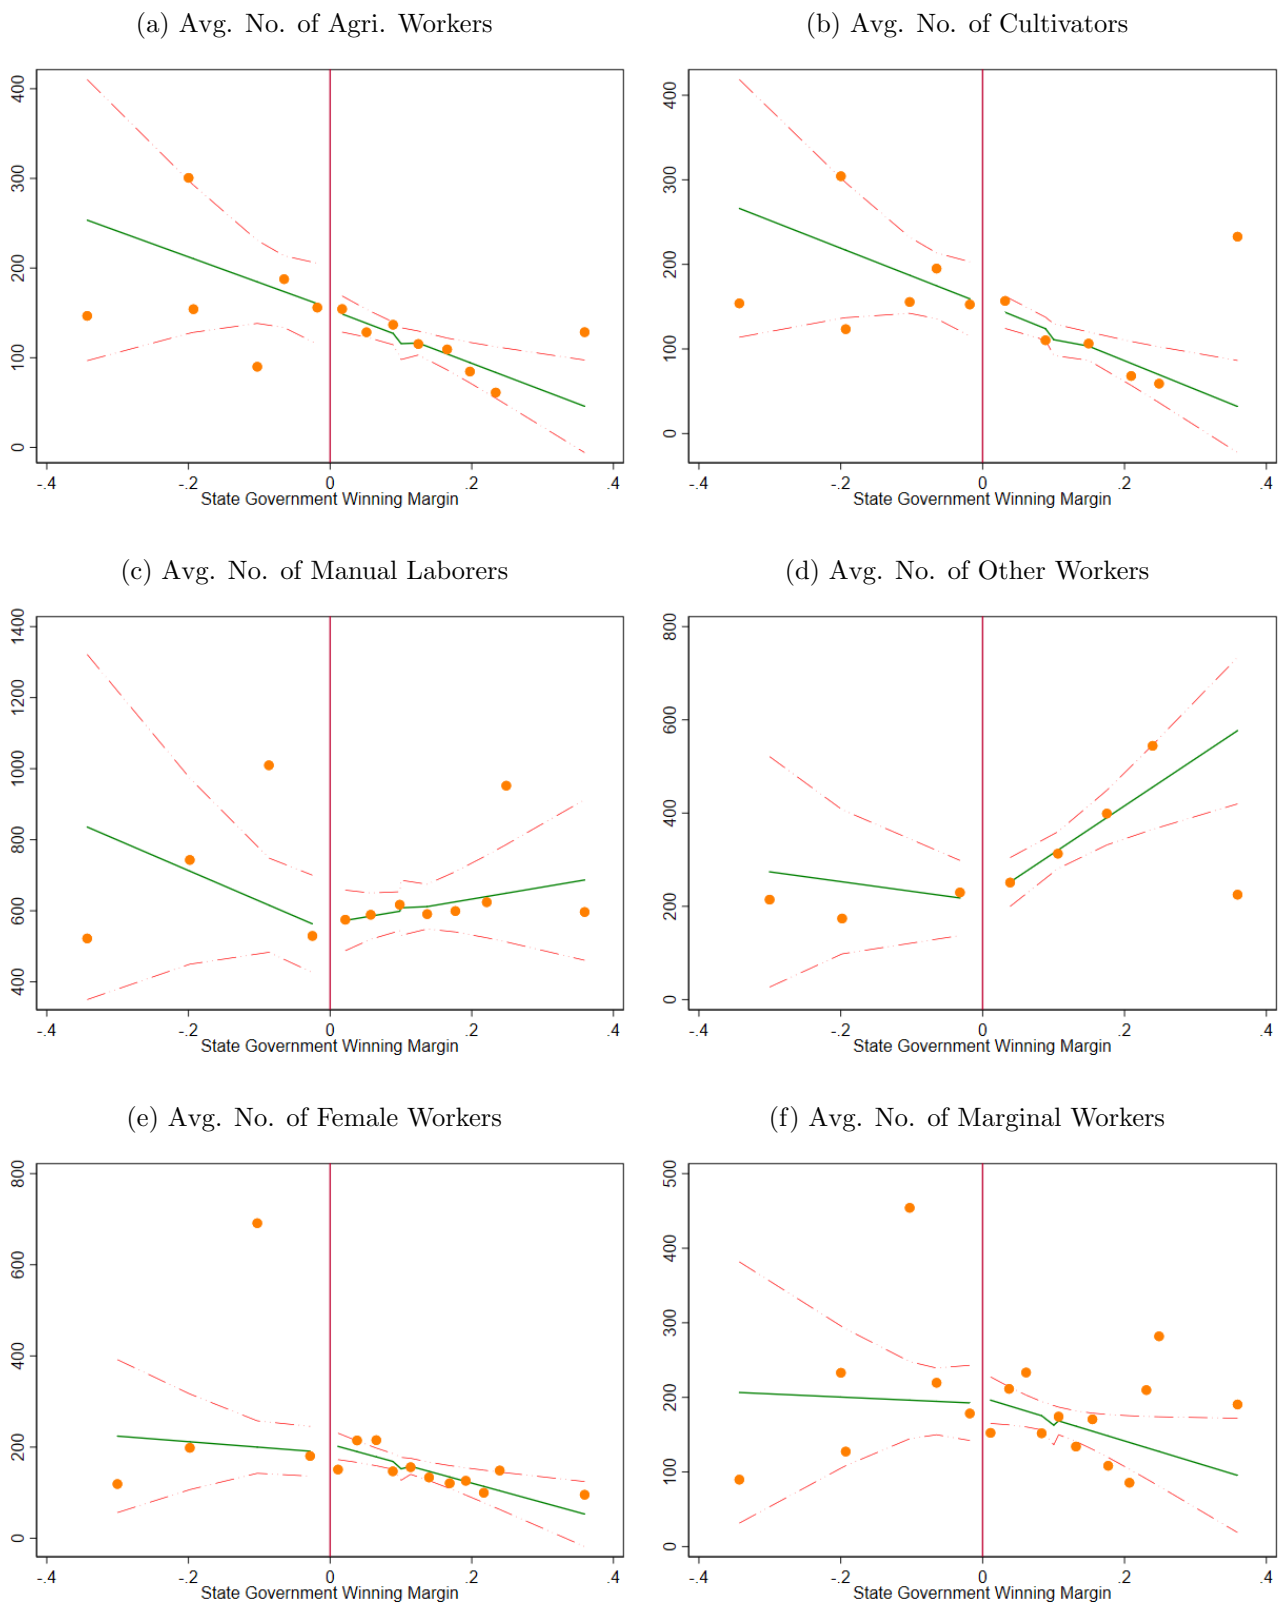 (a) Avg. No. of Agri. Workers
400
300
200
100
0
-.4 -.2 0 .2 .4
State Government Winning Margin
(b) Avg. No. of Cultivators
400
300
200
100
0
-.4 -.2 0 .2 .4
State Government Winning Margin
(c) Avg. No. of Manual Laborers
1400
1200
1000
800
600
400
-.4 -.2 0 .2 .4
State Government Winning Margin
(d) Avg. No. of Other Workers
800
600
400
200
0
-.4 -.2 0 .2 .4
State Government Winning Margin
(e) Avg. No. of Female Workers
800
600
400
200
0
-.4 -.2 0 .2 .4
State Government Winning Margin
(f) Avg. No. of Marginal Workers
500
400
300
200
100
0
-.4 -.2 0 .2 .4
State Government Winning Margin